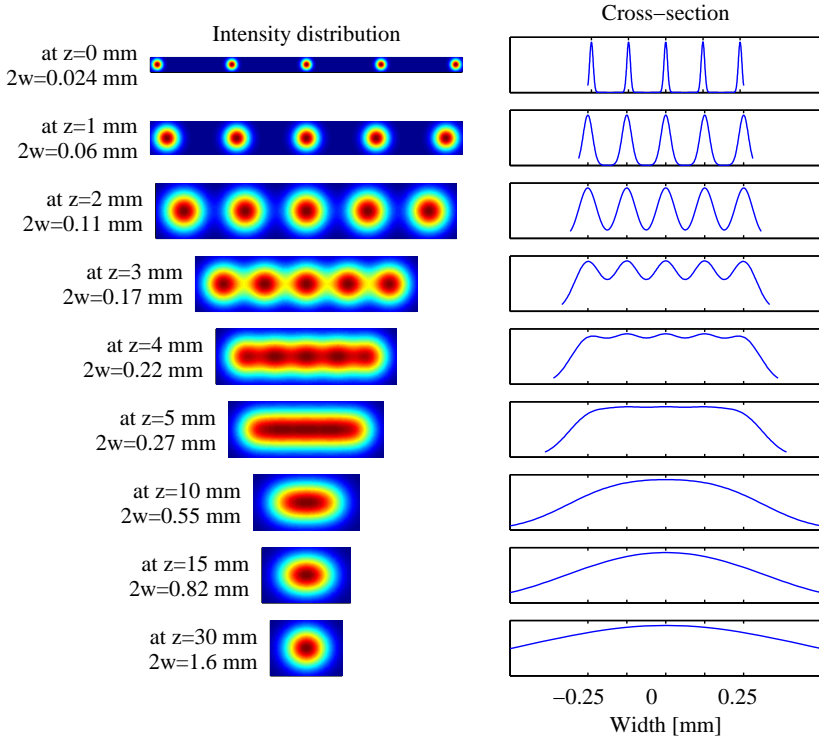 Intensity distribution
Cross−section
at z=0 mm
2w=0.024 mm
at z=1 mm
2w=0.06 mm
at z=2 mm
2w=0.11 mm
at z=3 mm
2w=0.17 mm
at z=4 mm
2w=0.22 mm
at z=5 mm
2w=0.27 mm
at z=10 mm
2w=0.55 mm
at z=15 mm
2w=0.82 mm
at z=30 mm
2w=1.6 mm
−0.25 0 0.25
Width [mm]